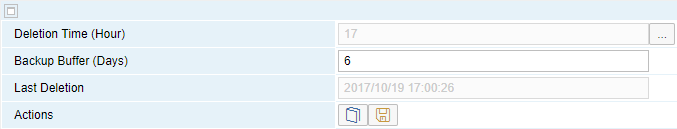 Deletion Time (Hour) 17 ...
Backup Buffer (Days) 6
Last Deletion 2017/10/19 17:00:26
Actions